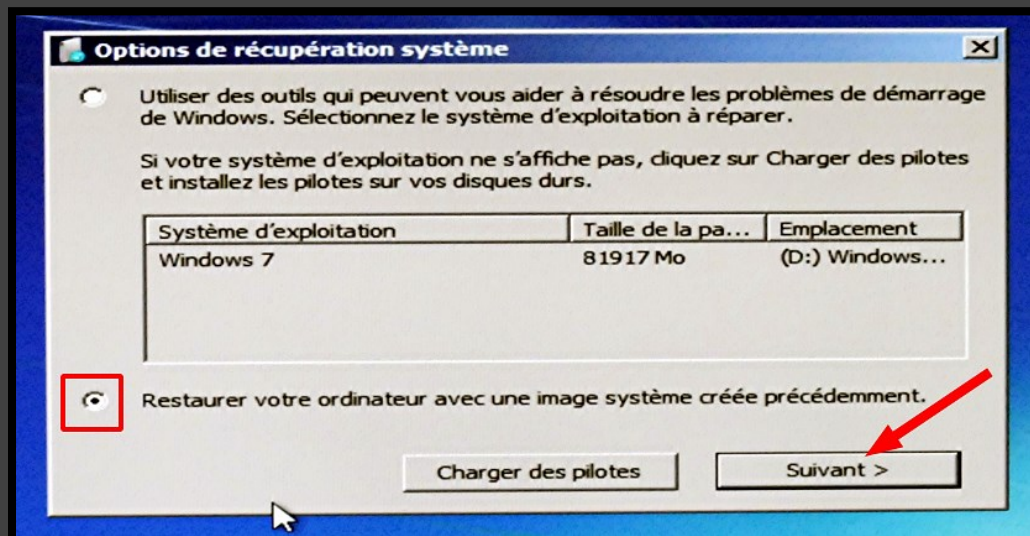 Options de récupération système
Utiliser des outils qui peuvent vous aider à résoudre les problèmes de démarrage
de Windows. Sélectionnez le système d'exploitation à réparer.
Si votre système d'exploitation ne s'affiche pas, cliquez sur Charger des pilotes
et installez les pilotes sur vos disques durs.
Système d'exploitation Taille de la pa... Emplacement
Windows 7 81917 Mo (D:) Windows...
Restaurer votre ordinateur avec une image système créée précédemment.
Charger des pilotes Suivant >